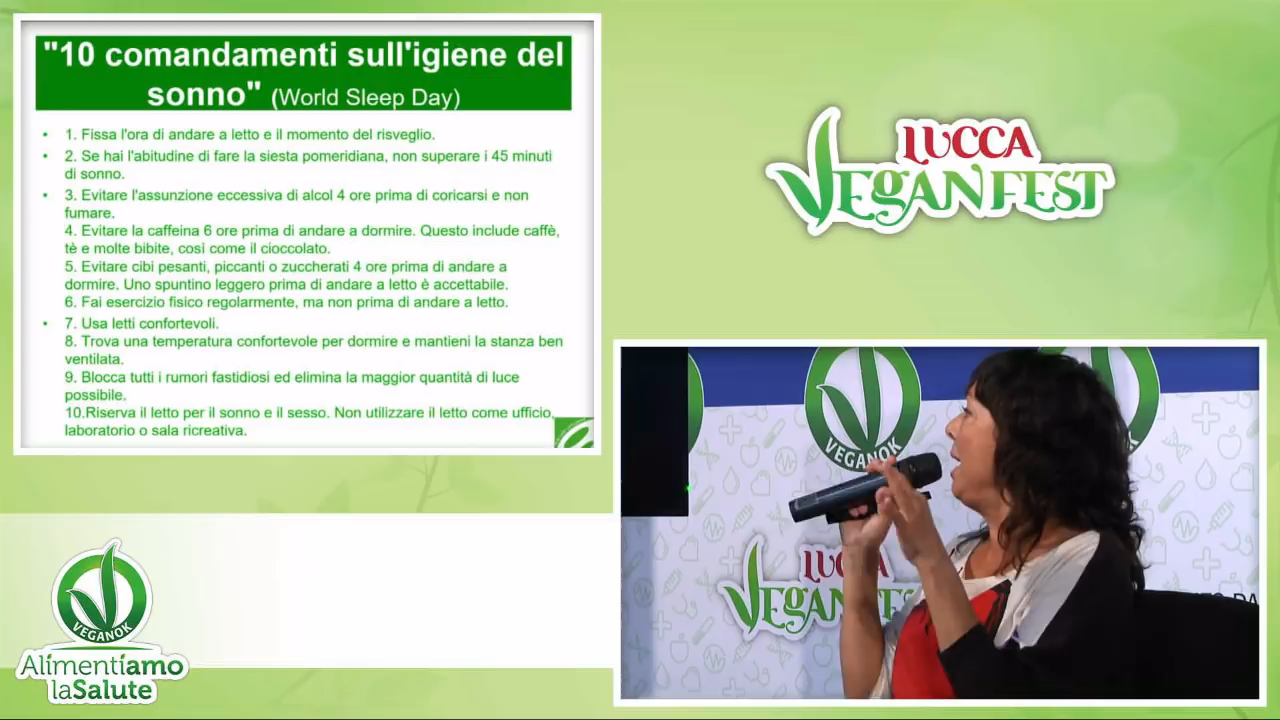 "10 comandamenti sull'igiene del
sonno" (World Sleep Day)
• 1. Fissa l'ora di andare a letto e il momento del risveglio.
• 2. Se hai l'abitudine di fare la siesta pomeridiana, non superare i 45 minuti
di sonno.
• 3. Evitare l'assunzione eccessiva di alcol 4 ore prima di coricarsi e non
fumare.
4. Evitare la caffeina 6 ore prima di andare a dormire. Questo include caffè,
tè e molte bibite, così come il cioccolato.
5. Evitare cibi pesanti, piccanti o zuccherati 4 ore prima di andare a
dormire. Uno spuntino leggero prima di andare a letto è accettabile.
6. Fai esercizio fisico regolarmente, ma non prima di andare a letto.
• 7. Usa letti confortevoli.
8. Trova una temperatura confortevole per dormire e mantieni la stanza ben
ventilata.
9. Blocca tutti i rumori fastidiosi ed elimina la maggior quantità di luce
possibile.
10.Riserva il letto per il sonno e il sesso. Non utilizzare il letto come ufficio,
laboratorio o sala ricreativa.
LUCCA
VEGANFEST
VEGANOK
LUCCA
VEGANFE
VEGANOK
Alimentiamo
laSalute